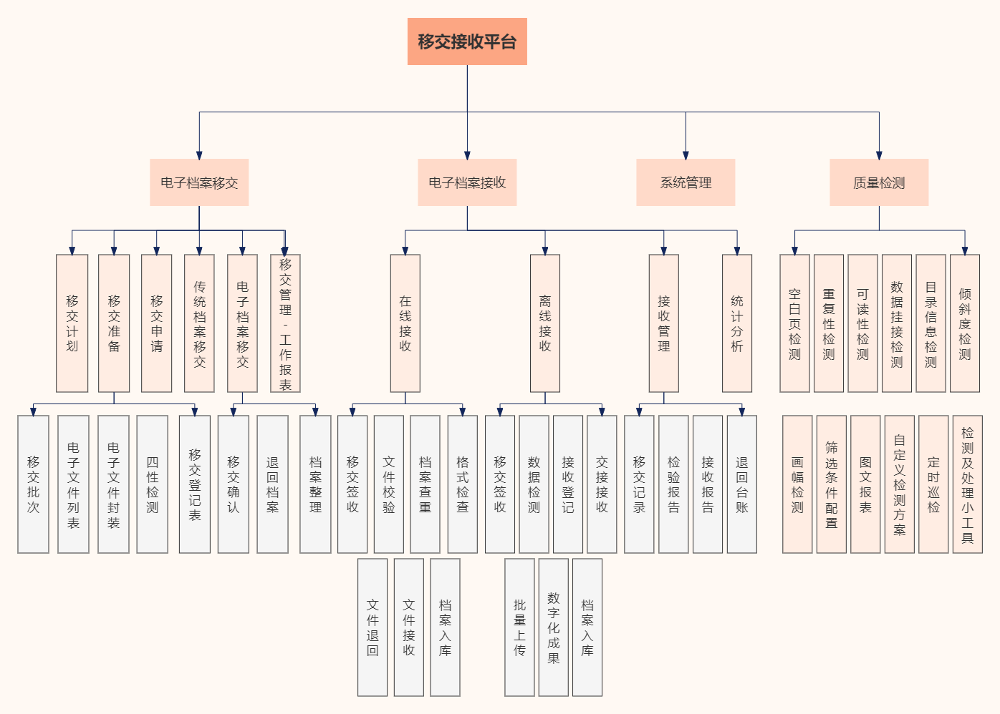 移交接收平台
电子档案移交
电子档案接收
系统管理
质量检测
移交计划
移交准备
移交申请
传统档案移交
电子档案移交
移交管理-工作报表
在线接收
离线接收
接收管理
统计分析
空白页检测
重复性检测
可读性检测
数据挂接检测
目录信息检测
倾斜度检测
移交批次
电子文件列表
电子文件封装
四性检测
移交登记表
移交确认
退回档案
档案整理
移交签收
文件校验
档案查重
格式检查
移交签收
数据检测
接收登记
交接接收
移交记录
检验报告
接收报告
退回台账
画幅检测
筛选条件配置
图文报表
自定义检测方案
定时巡检
检测及处理小工具
文件退回
文件接收
档案入库
批量上传
数字化成果
档案入库